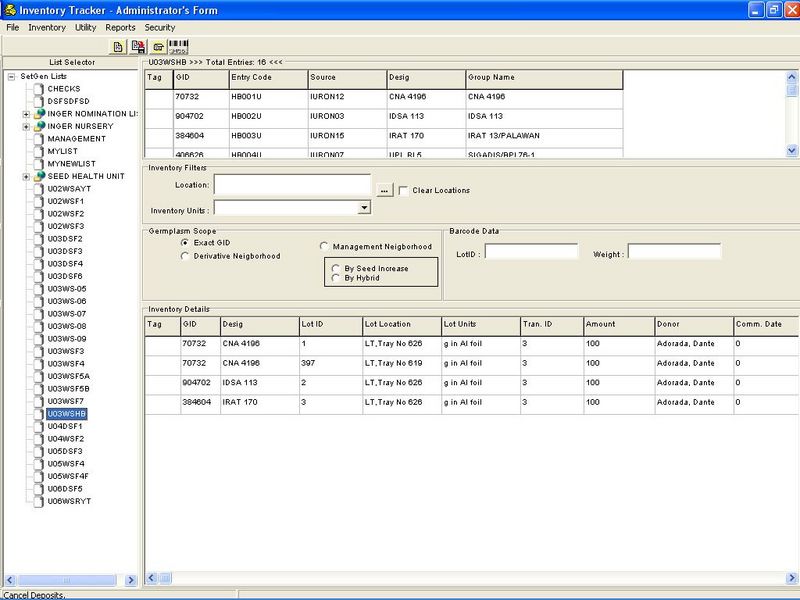 Inventory Tracker - Administrator's Form
File Inventory Utility Reports Security
List Selector
SetGen Lists
CHECKS
DSFSDFSD
INGER NOMINATION LI
INGER NURSERY
MANAGEMENT
MYLIST
MYNEWLIST
SEED HEALTH UNIT
U02WSAYT
U02WSF1
U02WSF2
U02WSF3
U03DSF2
U03DSF3
U03DSF4
U03DSF6
U03WS-05
U03WS-06
U03WS-07
U03WS-08
U03WS-09
U03WSF3
U03WSF4
U03WSF5A
U03WSF5B
U03WSF7
U03WSHB
U04DSF1
U04WSF2
U05DSF3
U05WSF4
U05WSF4F
U06DSF5
U06WSRYT
U03WSHB >>> Total Entries: 16 <<<
Tag GID Entry Code Source Desig Group Name
70732 HB001U IURON12 CNA 4196 CNA 4196
904702 HB002U IURON03 IDSA 113 IDSA 113
384604 HB003U IURON15 IRAT 170 IRAT 13/PALAWAN
406626 HB004U IURON07 UPL RI 5 SIGADIS/BPI 76-1
Inventory Filters
Location:
... Clear Locations
Inventory Units :
Germplasm Scope
Exact GID
Derivative Neigborhood
Management Neigborhood
By Seed Increase
By Hybrid
Barcode Data
LotID : Weight :
Inventory Details
Tag GID Desig Lot ID Lot Location Lot Units Tran. ID Amount Donor Comm. Date
70732 CNA 4196 1 LT,Tray No 626 g in Al foil 3 100 Adorada, Dante 0
70732 CNA 4196 397 LT,Tray No 619 g in Al foil 3 100 Adorada, Dante 0
904702 IDSA 113 2 LT,Tray No 626 g in Al foil 3 100 Adorada, Dante 0
384604 IRAT 170 3 LT,Tray No 626 g in Al foil 3 100 Adorada, Dante 0
Cancel Deposits.